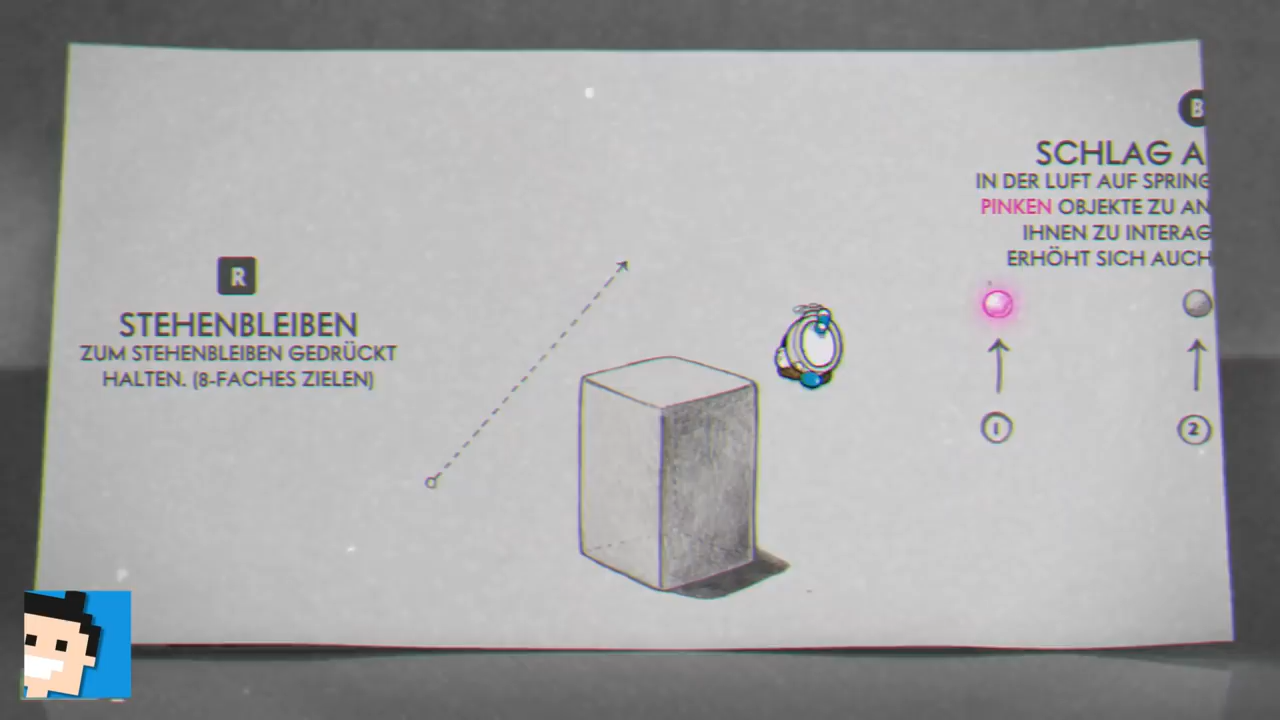 R
STEHENBLEIBEN
ZUM STEHENBLEIBEN GEDRÜCKT
HALTEN. (8-FACHES ZIELEN)
B
SCHLAG A
IN DER LUFT AUF SPRING
PINKEN OBJEKTE ZU AN
IHNEN ZU INTERAG
ERHÖHT SICH AUCH
1
2